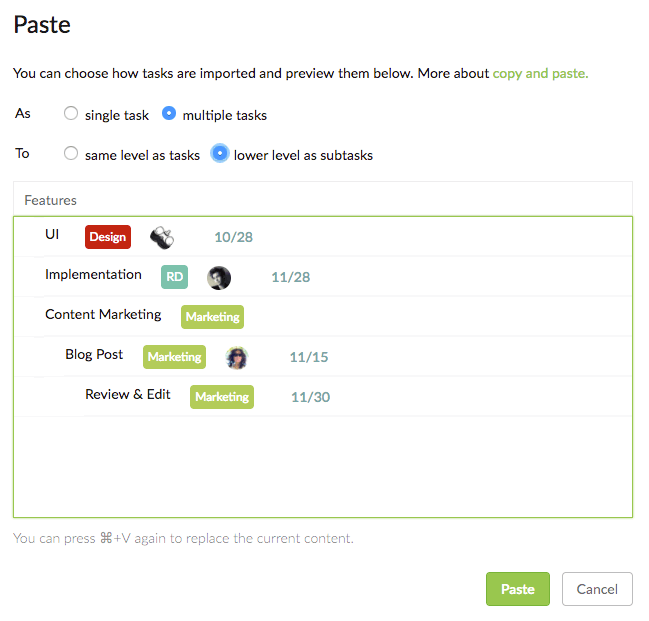 Paste
You can choose how tasks are imported and preview them below. More about copy and paste.
As single task multiple tasks
To same level as tasks lower level as subtasks
Features
UI Design 10/28
Implementation RD 11/28
Content Marketing Marketing
Blog Post Marketing 11/15
Review & Edit Marketing 11/30
You can press ⌘+V again to replace the current content.
Paste Cancel